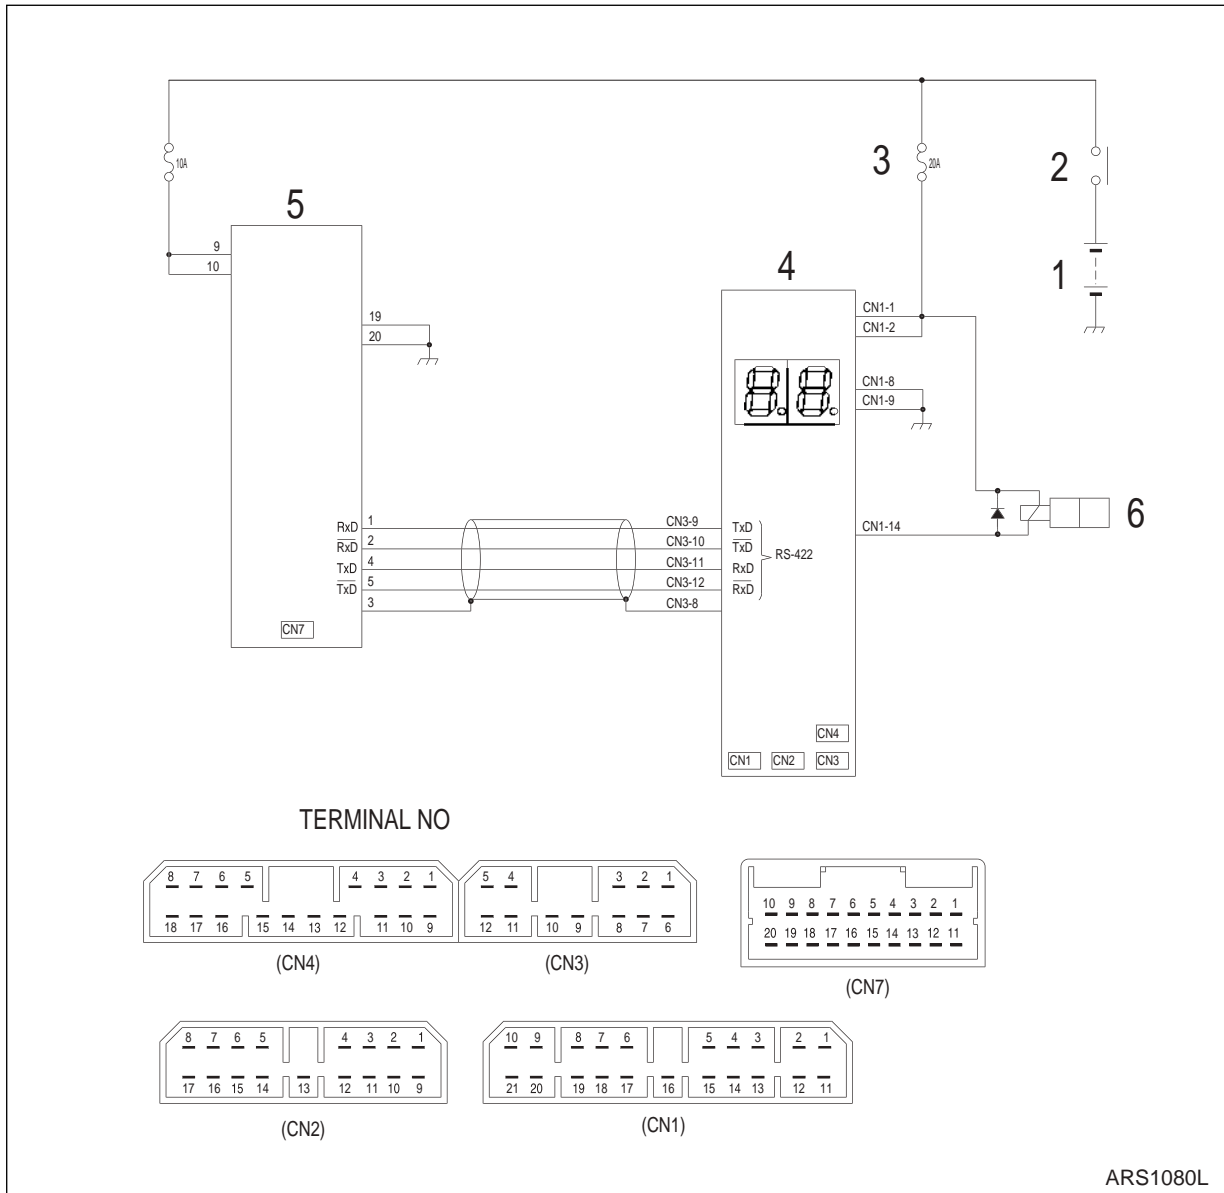 10A
3
20A
2
5
9
10
4
1
CN1-1
CN1-2
19
20
CN1-8
CN1-9
8.8.
6
RxD 1 CN3-9 TxD
RxD 2 CN3-10 TxD
TxD 4 CN3-11 RxD
TxD 5 CN3-12 RxD
3 CN3-8
RS-422
CN1-14
CN7
CN4
CN1 CN2 CN3
TERMINAL NO
8 7 6 5 4 3 2 1
18 17 16 15 14 13 12 11 10 9
(CN4)
5 4 3 2 1
12 11 10 9 8 7 6
(CN3)
10 9 8 7 6 5 4 3 2 1
20 19 18 17 16 15 14 13 12 11
(CN7)
8 7 6 5 4 3 2 1
17 16 15 14 13 12 11 10 9
(CN2)
10 9 8 7 6 5 4 3 2 1
21 20 19 18 17 16 15 14 13 12 11
(CN1)
ARS1080L